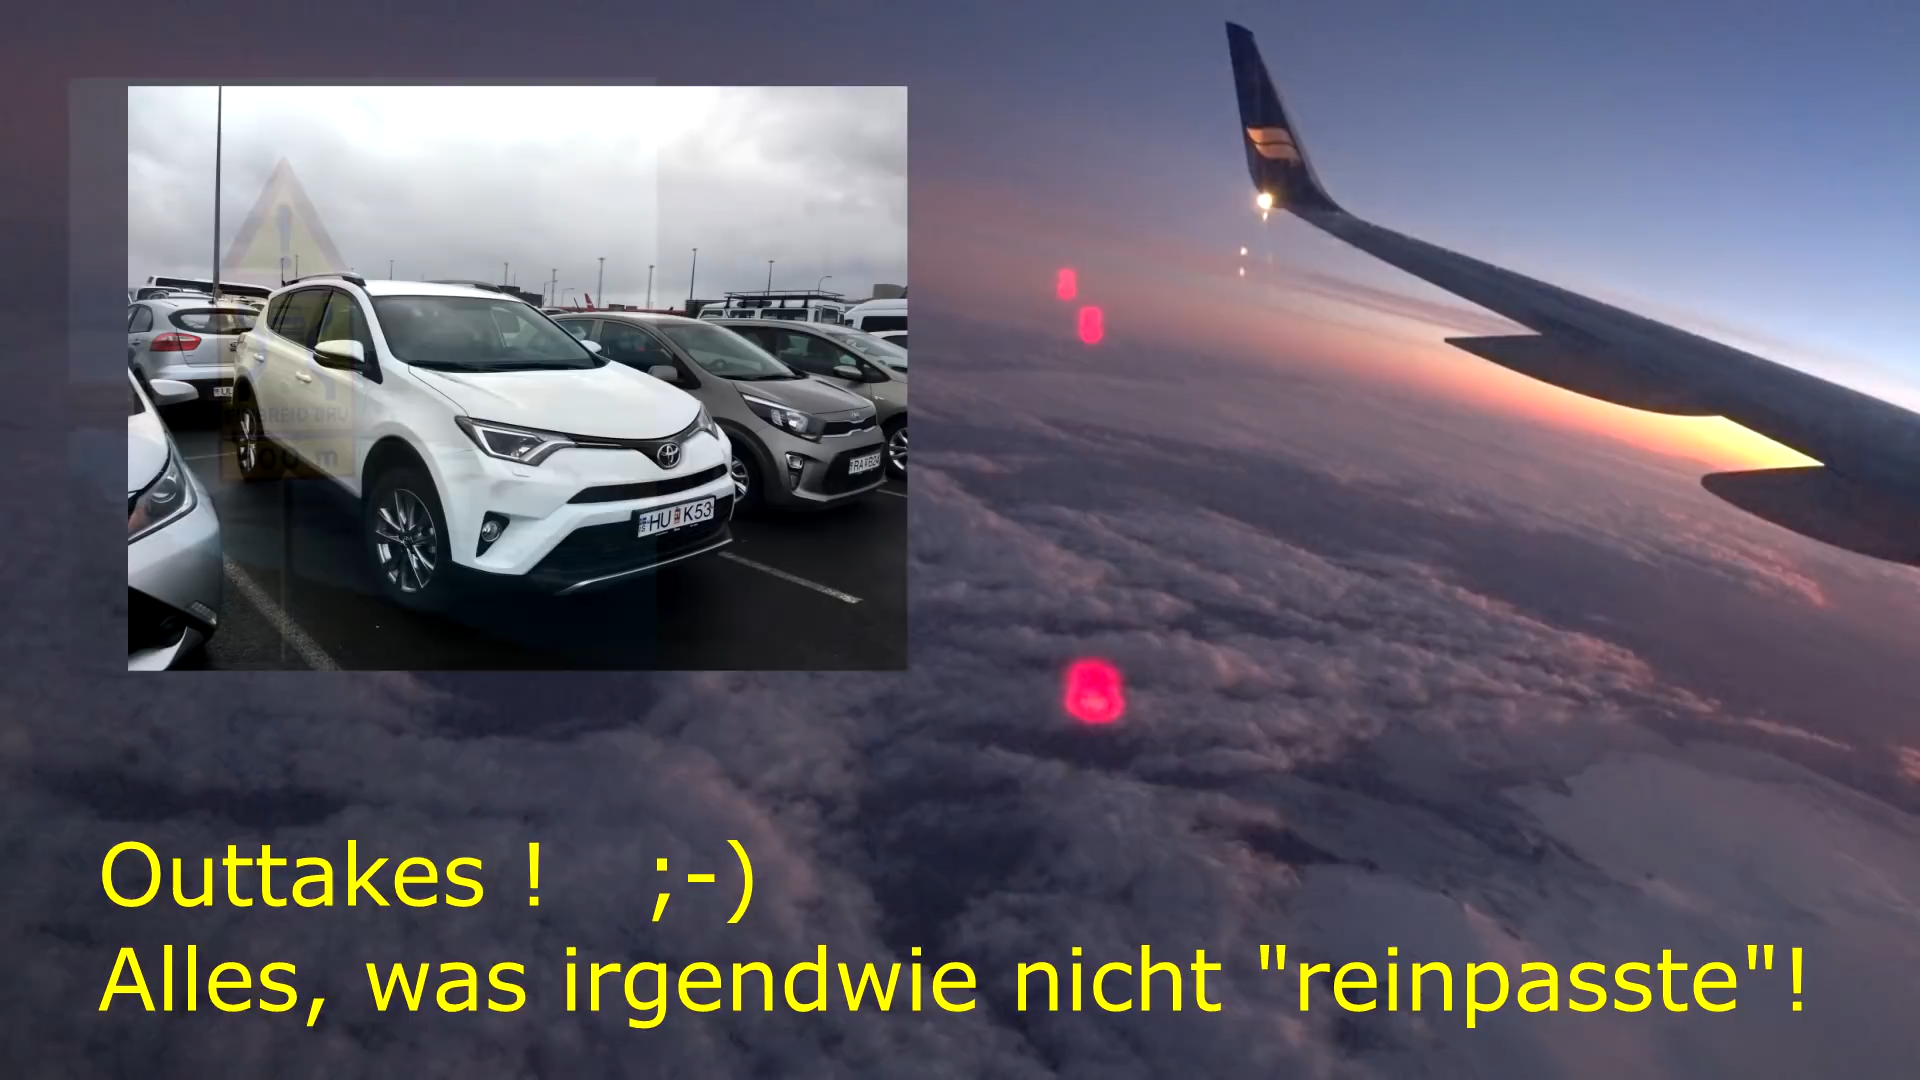 HU K53
Outtakes ! ;-)
Alles, was irgendwie nicht "reinpasste"!